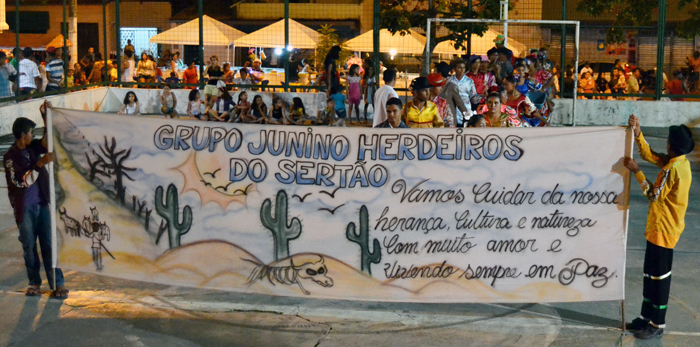 GRUPO JUNINO HERDEIROS
DO SERTÃO
Vamos Cuidar da nossa
herança, Cultura e natureza
Com muito amor e
Vivendo sempre em Paz.